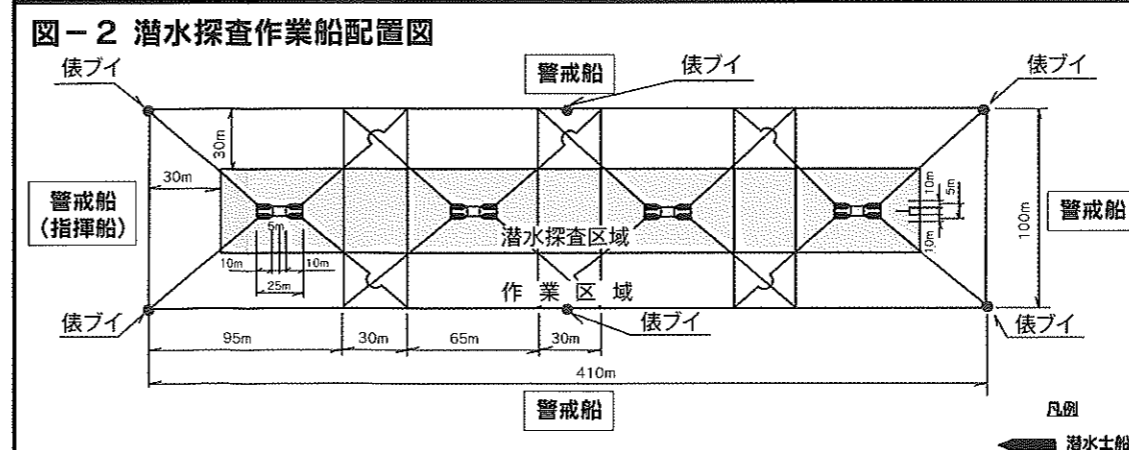 図-2 潜水探査作業船配置図
俵ブイ
警戒船
俵ブイ
俵ブイ
30m
30m
警戒船
(指揮船)
10m
5m
10m
100m
警戒船
潜水探査区域
5m
10m
10m
25m
作業区域
俵ブイ
俵ブイ
俵ブイ
95m
30m
65m
30m
410m
警戒船
凡例
潜水士船